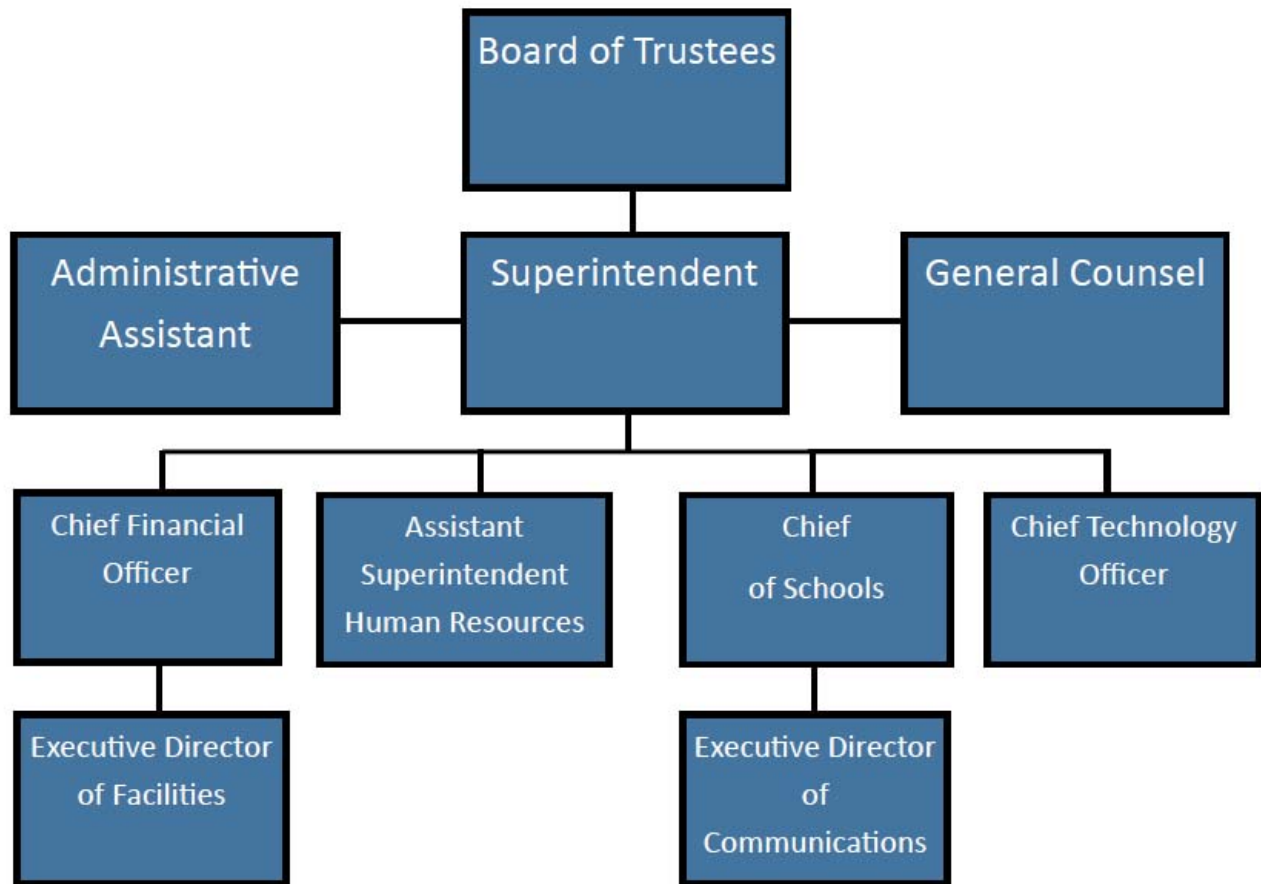 Board of Trustees
Administrative
Assistant
Superintendent
General Counsel
Chief Financial
Officer
Assistant
Superintendent
Human Resources
Chief
of Schools
Chief Technology
Officer
Executive Director
of Facilities
Executive Director
of
Communications